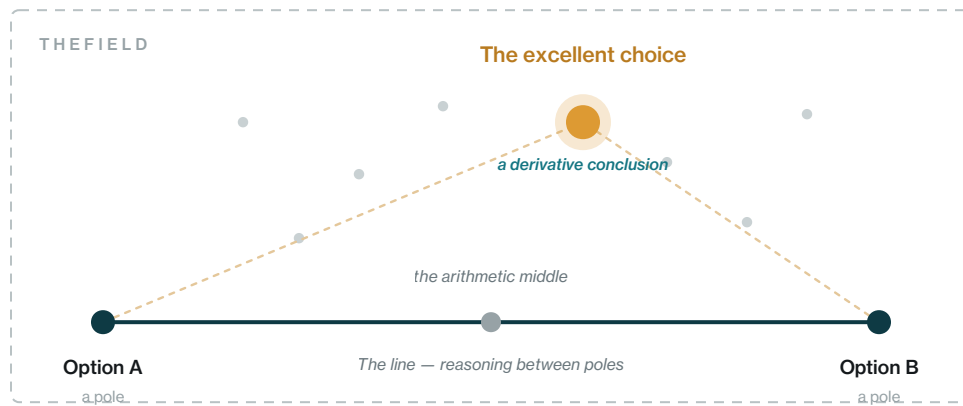 THEFIELD
The excellent choice
a derivative conclusion
the arithmetic middle
Option A
The line — reasoning between poles
Option B
a pole
a pole